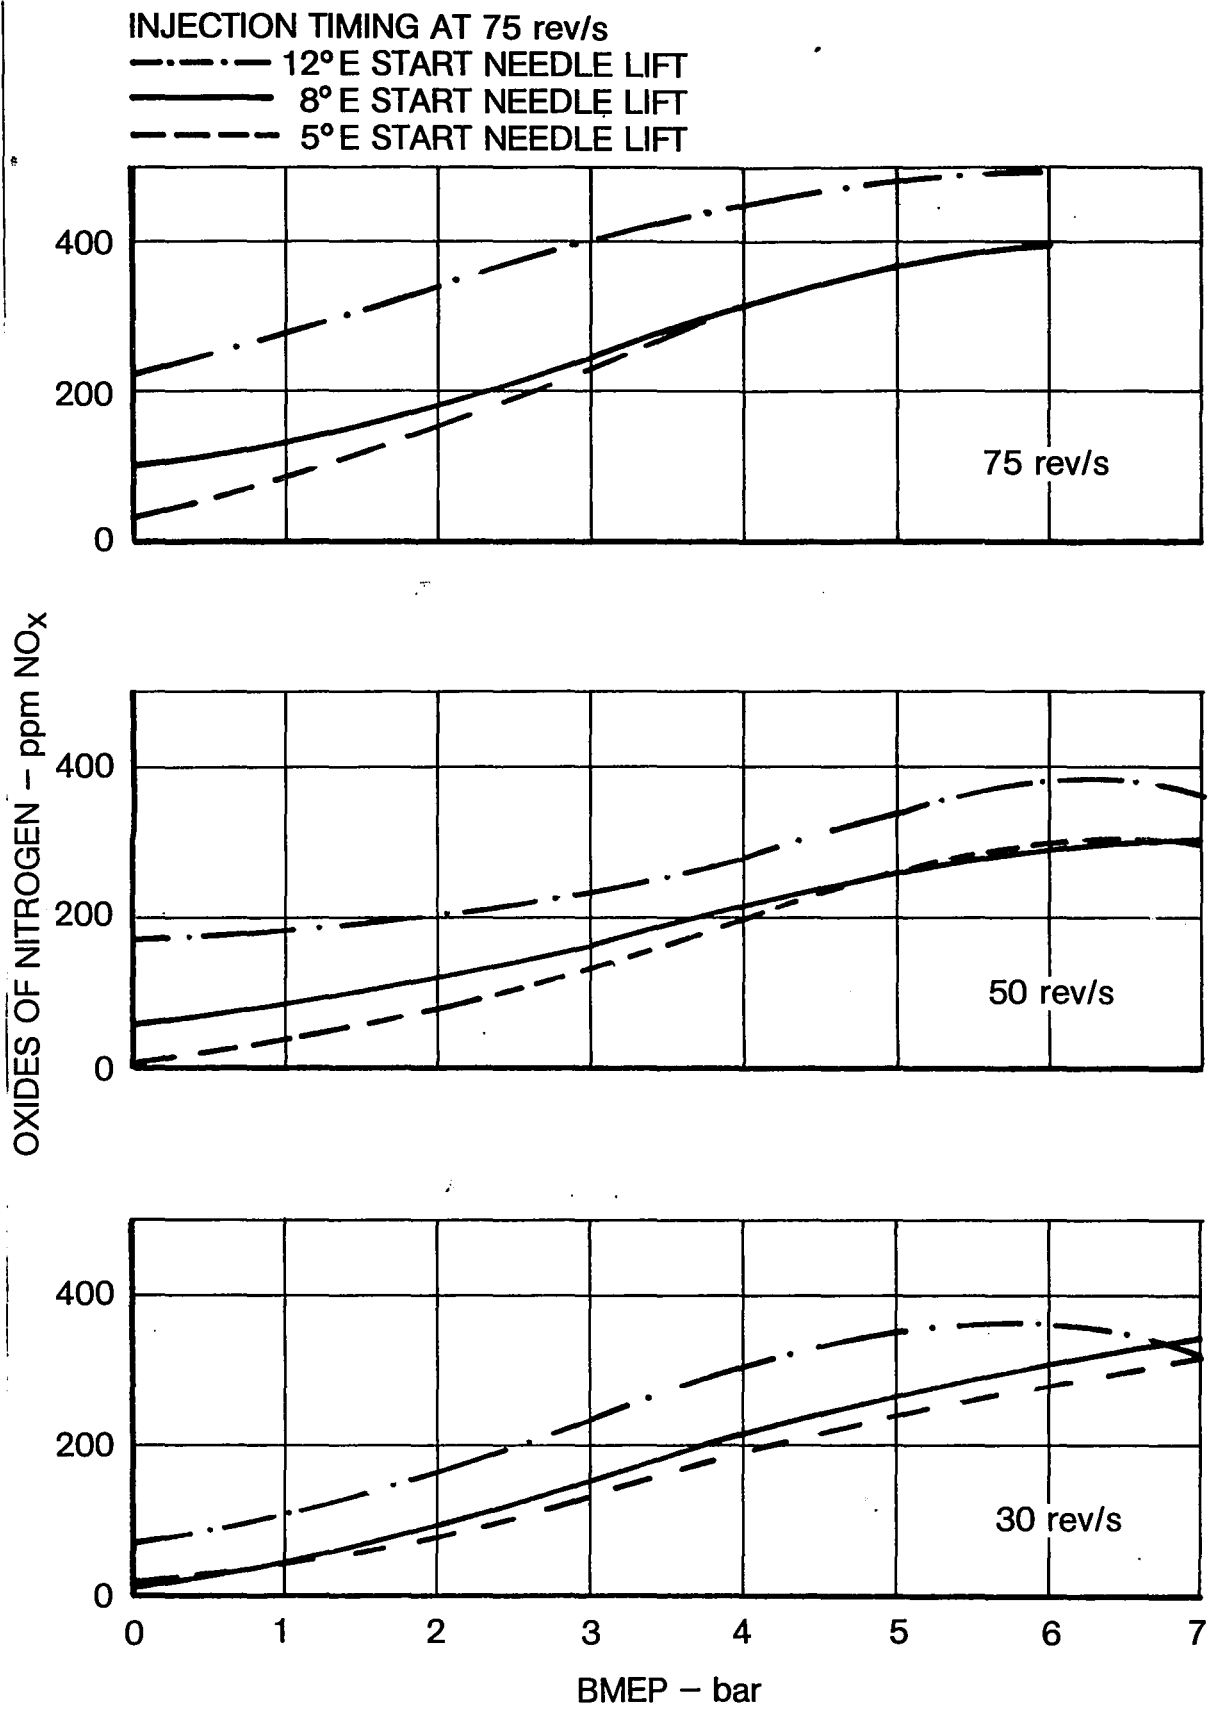 INJECTION TIMING AT 75 rev/s
12° E START NEEDLE LIFT
8° E START NEEDLE LIFT
5° E START NEEDLE LIFT
400
200
0
75 rev/s
OXIDES OF NITROGEN – ppm NOX
400
200
0
50 rev/s
400
200
0
30 rev/s
0 1 2 3 4 5 6 7
BMEP – bar